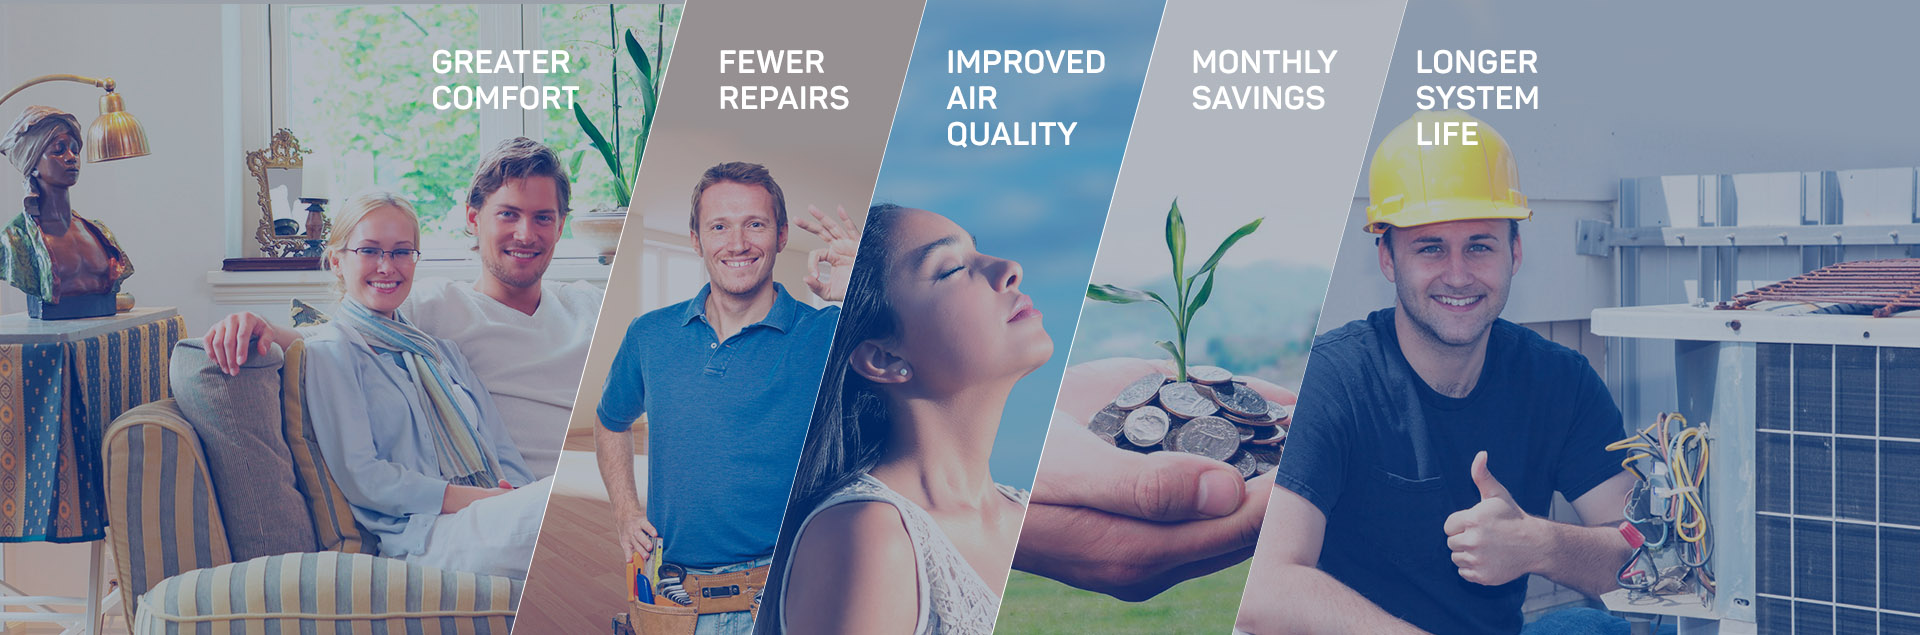 GREATER
COMFORT
FEWER
REPAIRS
IMPROVED
AIR
QUALITY
MONTHLY
SAVINGS
LONGER
SYSTEM
LIFE